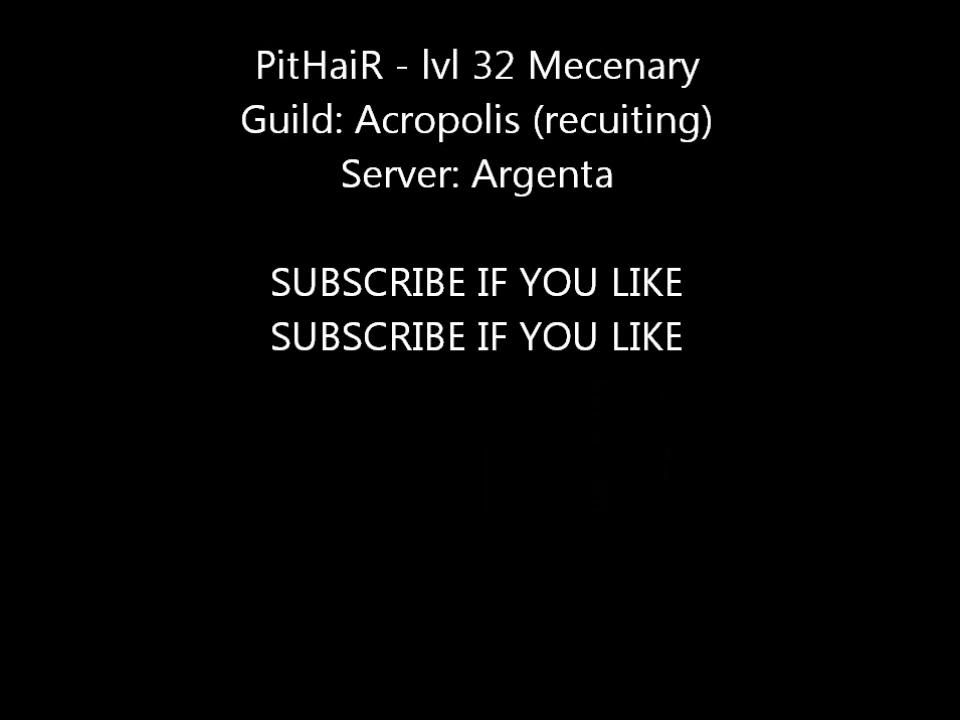 PitHaiR - lvl 32 Mecenary
Guild: Acropolis (recuiting)
Server: Argenta
SUBSCRIBE IF YOU LIKE
SUBSCRIBE IF YOU LIKE